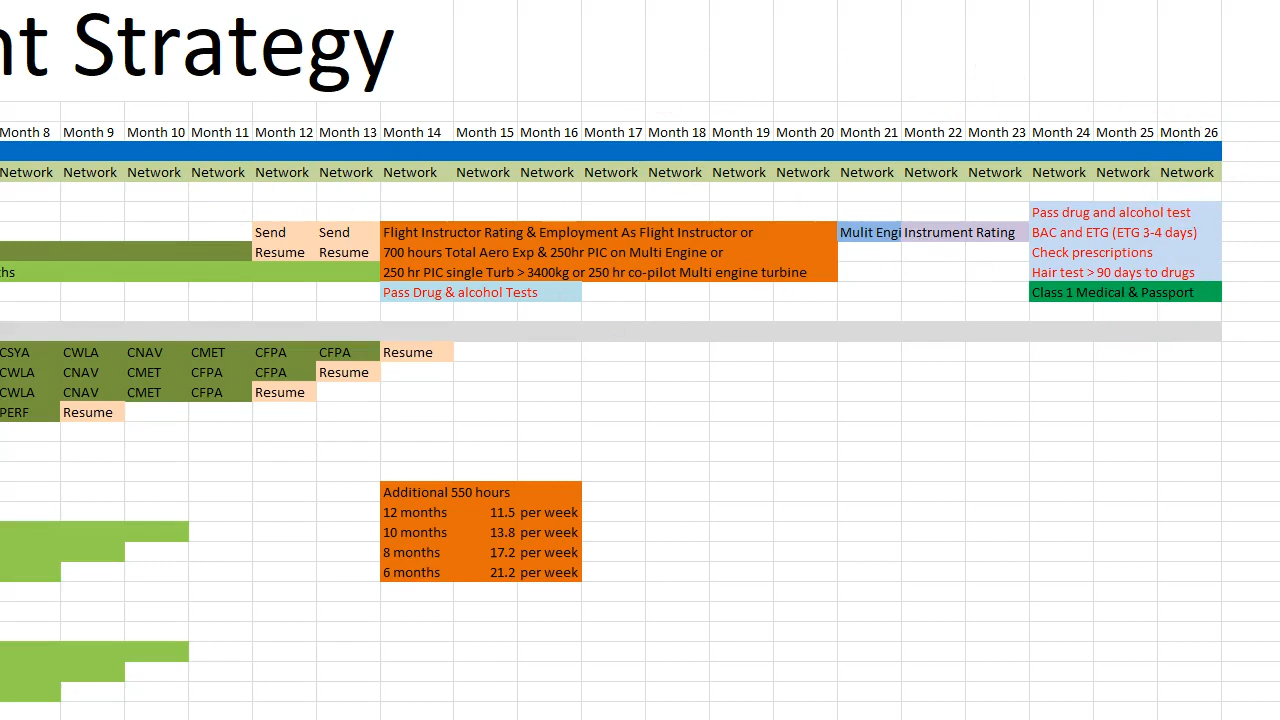 nt Strategy
Month 8 Month 9 Month 10 Month 11 Month 12 Month 13 Month 14 Month 15 Month 16 Month 17 Month 18 Month 19 Month 20 Month 21 Month 22 Month 23 Month 24 Month 25 Month 26
Network Network Network Network Network Network Network Network Network Network Network Network Network Network Network Network Network Network Network
Pass drug and alcohol test
Send Send Flight Instructor Rating & Employment As Flight Instructor or Mulit Engi Instrument Rating BAC and ETG (ETG 3-4 days)
Resume Resume 700 hours Total Aero Exp & 250hr PIC on Multi Engine or Check prescriptions
ths 250 hr PIC single Turb > 3400kg or 250 hr co-pilot Multi engine turbine Hair test > 90 days to drugs
Pass Drug & alcohol Tests Class 1 Medical & Passport
CSYA CWLA CNAV CMET CFPA CFPA Resume
CWLA CNAV CMET CFPA CFPA Resume
CWLA CNAV CMET CFPA Resume
PERF Resume
Additional 550 hours
12 months 11.5 per week
10 months 13.8 per week
8 months 17.2 per week
6 months 21.2 per week